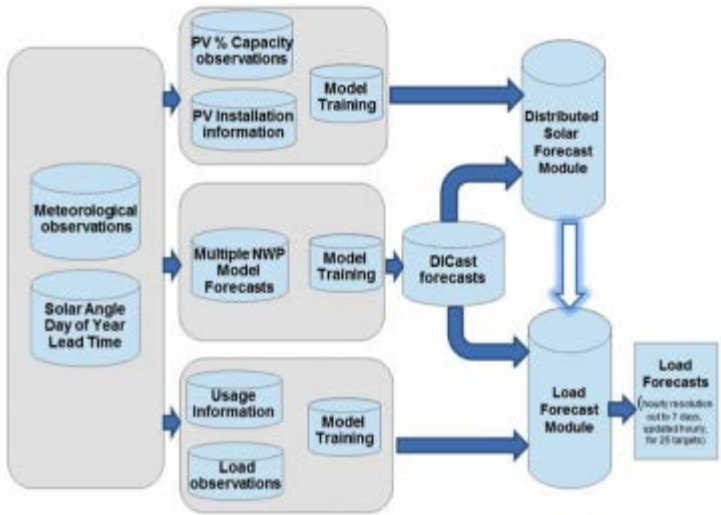 Meteorological
observations
Solar Angle
Day of Year
Lead Time
PV % Capacity
observations
PV Installation
information
Model
Training
Multiple NWP
Model
Forecasts
Model
Training
Usage
Information
Load
observations
Model
Training
DICast
forecasts
Distributed
Solar
Forecast
Module
Load
Forecast
Module
Load
Forecasts
(hourly resolution
out to 7 days,
updated hourly,
for 25 targets)